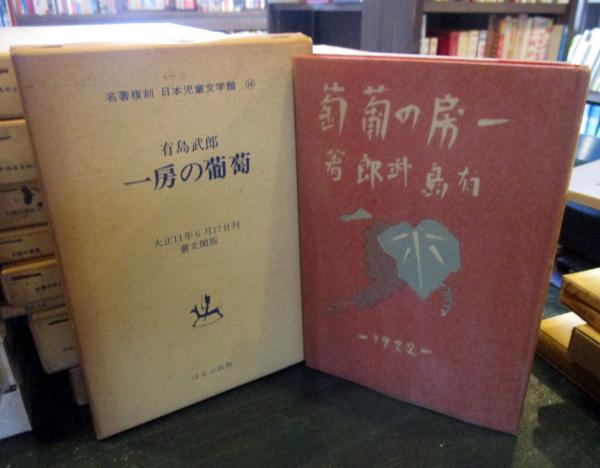 名著複刻 日本児童文学館 ⑭
有島武郎
一房の葡萄
大正11年6月17日刊
叢文閣版
ほるぷ出版
一房の葡萄
有島武郎著
-1922-